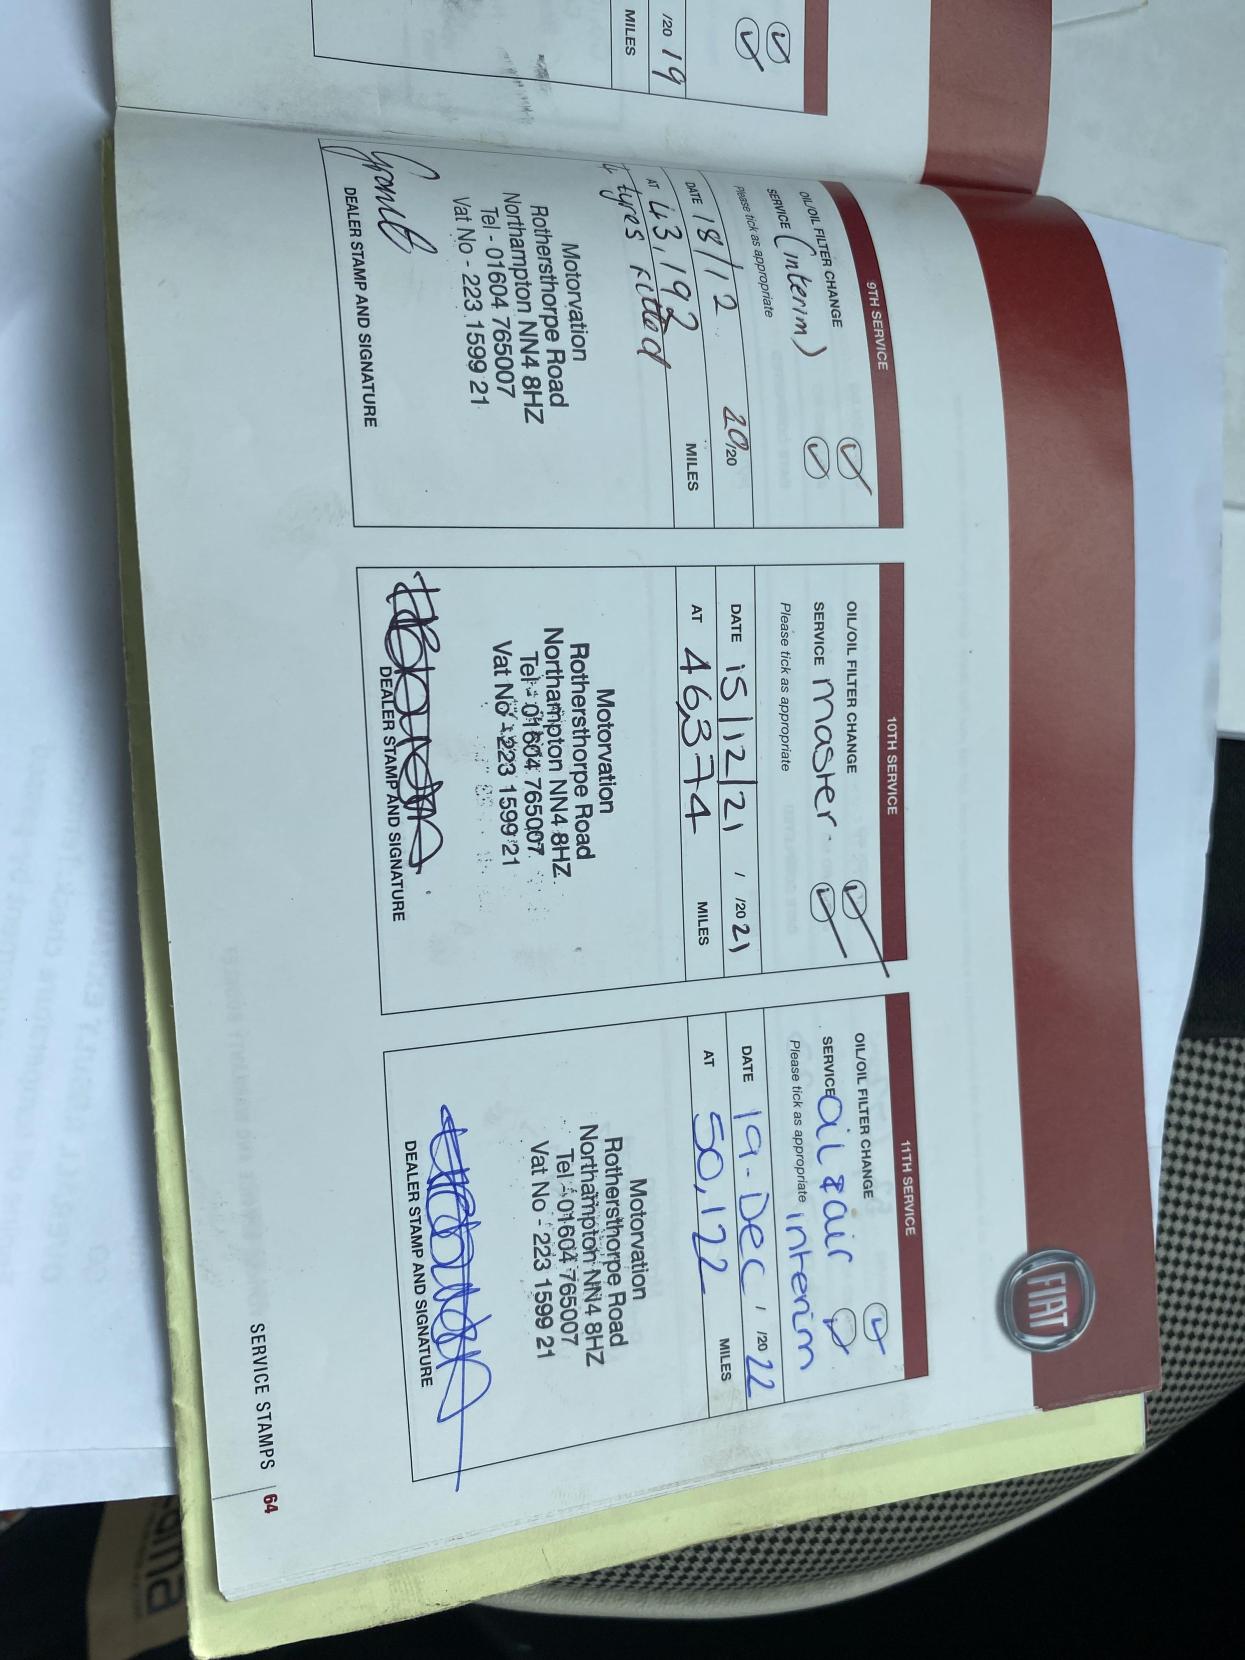 /20 19
MILES
9TH SERVICE
OIL/OIL FILTER CHANGE
SERVICE (interim)
Please tick as appropriate
DATE 18/12 20/20
AT 43,192 MILES
tyres fitted
Motorvation
Rothersthorpe Road
Northampton NN4 8HZ
Tel - 01604 765007
Vat No - 223 1599 21
DEALER STAMP AND SIGNATURE
10TH SERVICE
OIL/OIL FILTER CHANGE
SERVICE master.
Please tick as appropriate
DATE 15/12/21 / /20 21
AT 46,374 MILES
Motorvation
Rothersthorpe Road
Northampton NN4 8HZ
Tel - 01604 765007
Vat No - 223 1599 21
DEALER STAMP AND SIGNATURE
11TH SERVICE
OIL/OIL FILTER CHANGE
SERVICE oil & air
Please tick as appropriate interim
DATE 19 - Dec / /20 22
AT 50,122 MILES
Motorvation
Rothersthorpe Road
Northampton NN4 8HZ
Tel - 01604 765007
Vat No - 223 1599 21
DEALER STAMP AND SIGNATURE
FIAT
SERVICE STAMPS 64